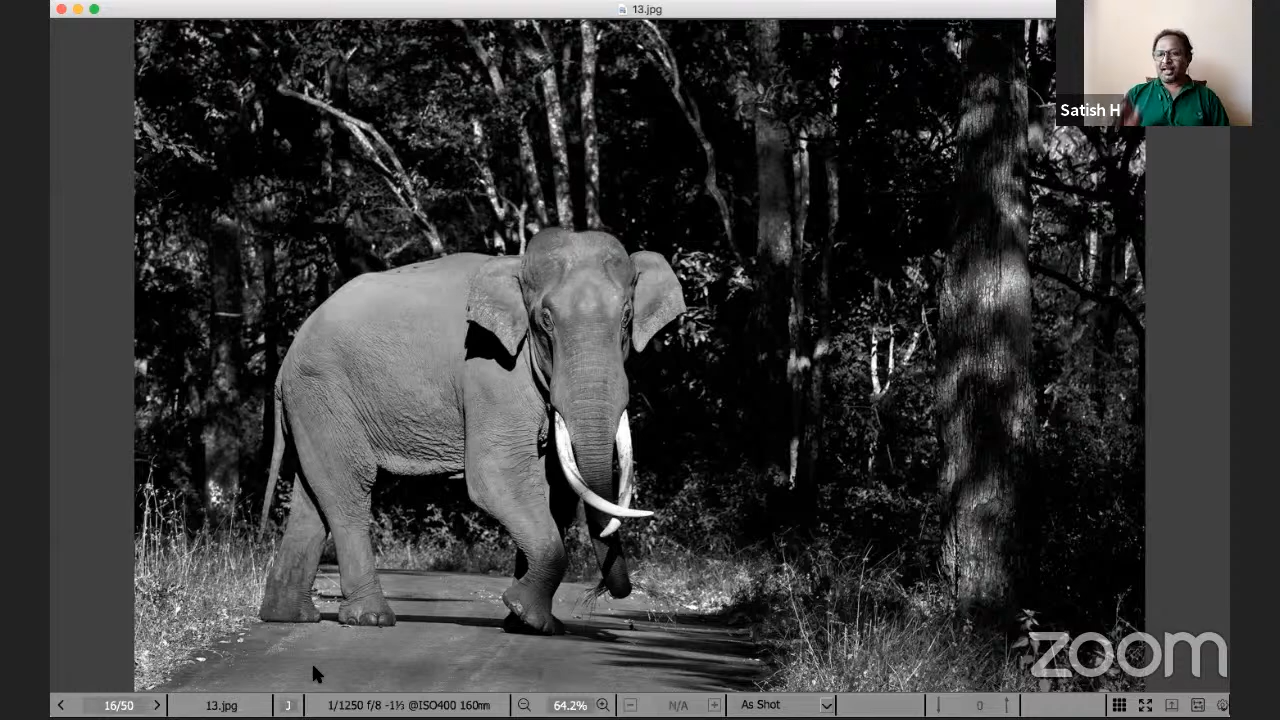 13.jpg
Satish H
zoom
16/50
13.jpg
J
1/1250 f/8 -1⅓ @ISO400 160mm
64.2%
N/A
As Shot
0